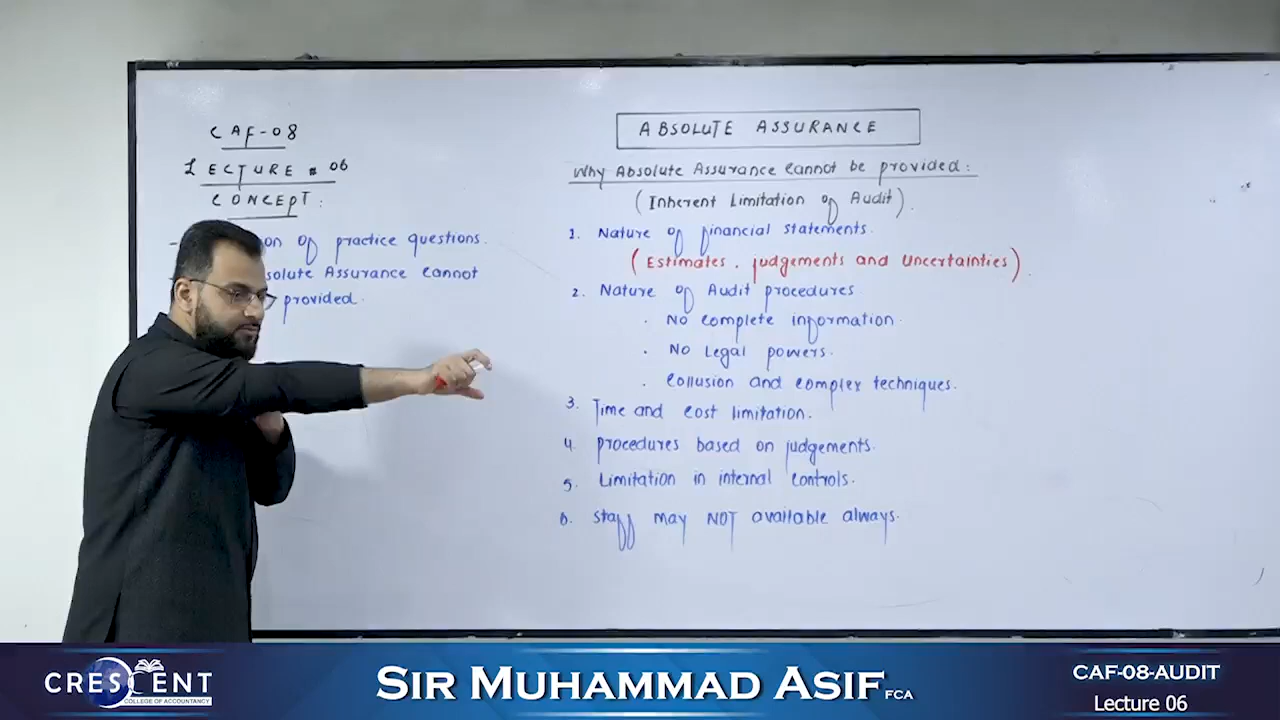 CAF-08
LECTURE # 06
CONCEPT:
on of practice questions.
solute Assurance cannot
provided.
ABSOLUTE ASSURANCE
Why Absolute Assurance cannot be provided:
(Inherent Limitation of Audit).
1. Nature of financial statements.
(Estimates, judgements and uncertainties).
2. Nature of Audit procedures
. No complete information.
. No Legal powers.
. Collusion and complex techniques.
3. Time and cost limitation.
4. procedures based on judgements.
5. Limitation in internal controls.
6. Staff may NOT available always.
CRESCENT
COLLEGE OF ACCOUNTANCY
SIR MUHAMMAD ASIF FCA
CAF-08-AUDIT
Lecture 06